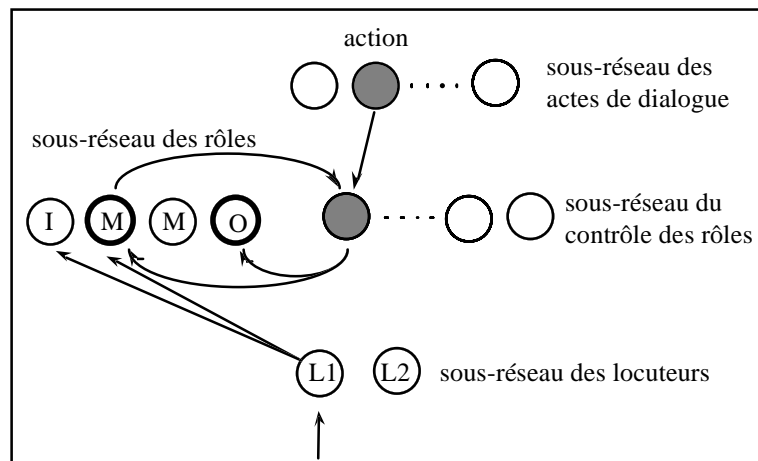 action
sous-réseau des
actes de dialogue
sous-réseau des rôles
I M M O
sous-réseau du
contrôle des rôles
L1 L2 sous-réseau des locuteurs